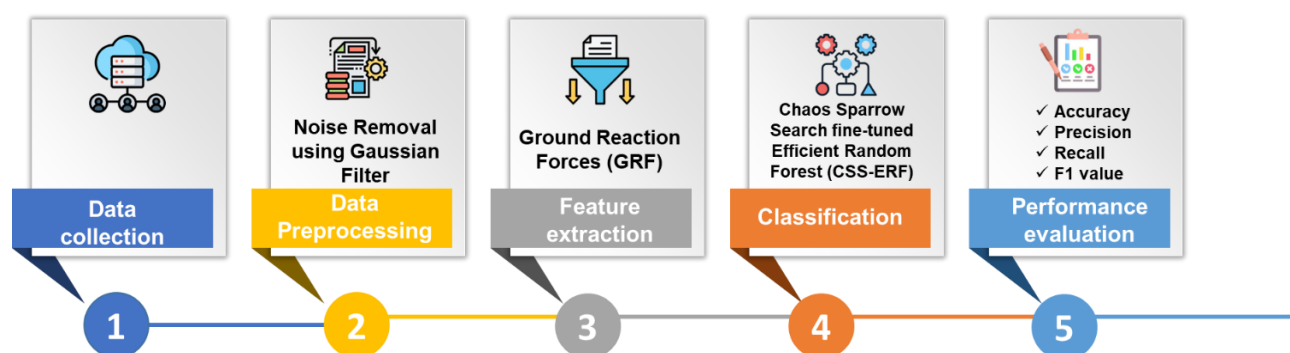 Data
collection
1
Noise Removal
using Gaussian
Filter
Data
Preprocessing
2
Ground Reaction
Forces (GRF)
Feature
extraction
3
Chaos Sparrow
Search fine-tuned
Efficient Random
Forest (CSS-ERF)
Classification
4
✓ Accuracy
✓ Precision
✓ Recall
✓ F1 value
Performance
evaluation
5